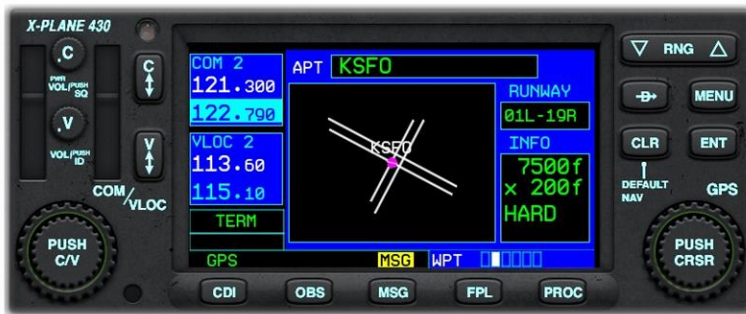 X-PLANE 430
C
PWR
VOL/PUSH
SQ
V
VOL/PUSH
ID
COM/VLOC
PUSH
C/V
C
V
COM 2
121.300
122.790
VLOC 2
113.60
115.10
TERM
GPS
APT KSFO
KSFO
RUNWAY
01L-19R
INFO
7500f
x 200f
HARD
MSG WPT
CDI OBS MSG FPL PROC
RNG
D MENU
CLR ENT
DEFAULT
NAV
GPS
PUSH
CRSR